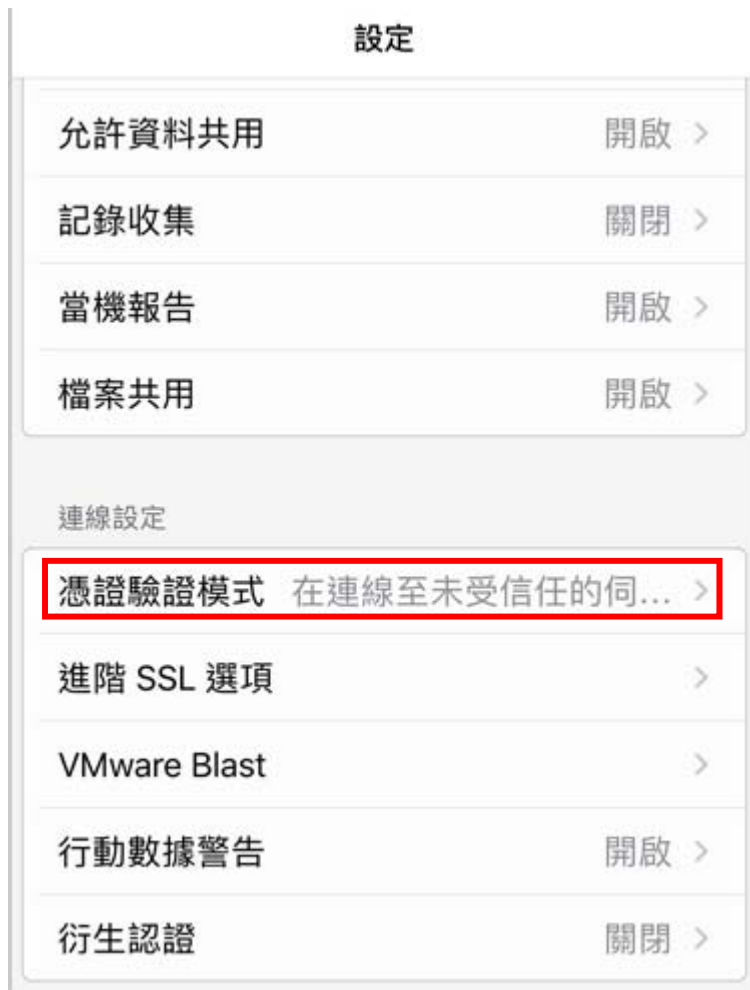 設定
允許資料共用 開啟
記錄收集 關閉
當機報告 開啟
檔案共用 開啟
連線設定
憑證驗證模式 在連線至未受信任的伺...
進階 SSL 選項
VMware Blast
行動數據警告 開啟
衍生認證 關閉